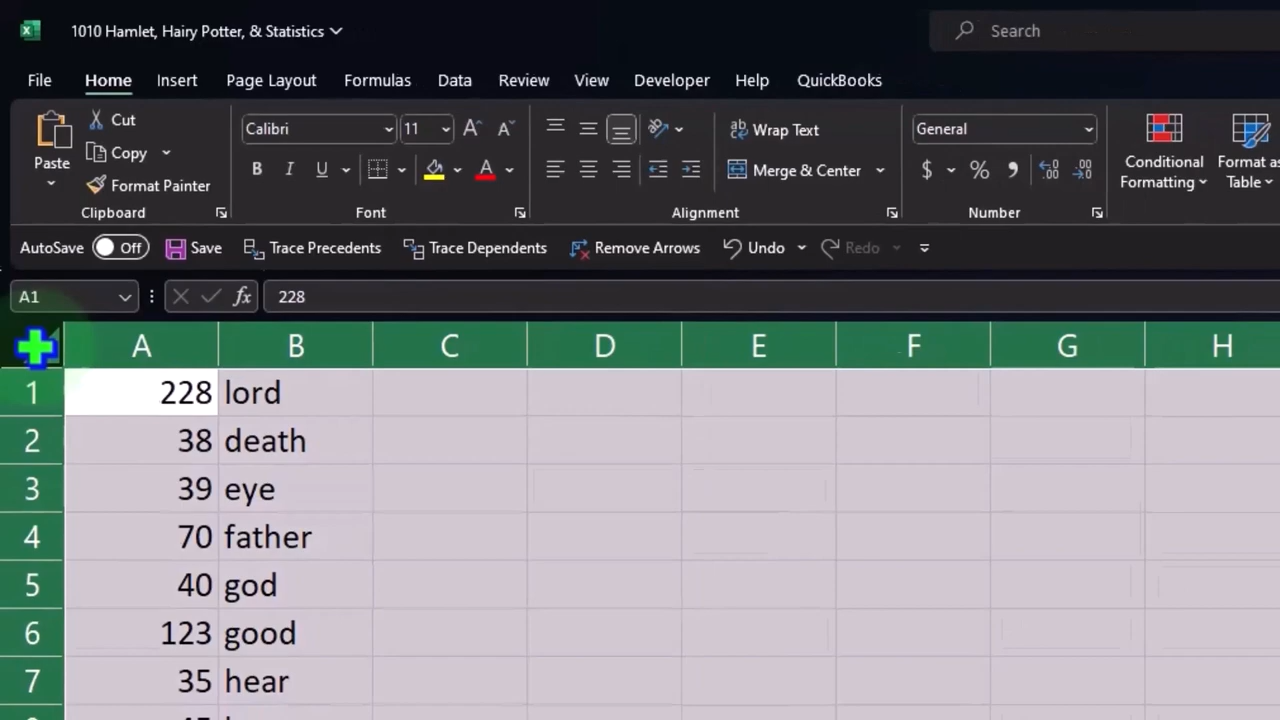 1010 Hamlet, Hairy Potter, & Statistics Search
File Home Insert Page Layout Formulas Data Review View Developer Help QuickBooks
Paste Cut Copy Format Painter Clipboard
Calibri 11 A A B I U A Font
ab Wrap Text Merge & Center Alignment
General $ % , Number
Conditional Formatting Format as Table
AutoSave Off Save Trace Precedents Trace Dependents Remove Arrows Undo Redo
A1 fx 228
A B C D E F G H
1 228 lord
2 38 death
3 39 eye
4 70 father
5 40 god
6 123 good
7 35 hear